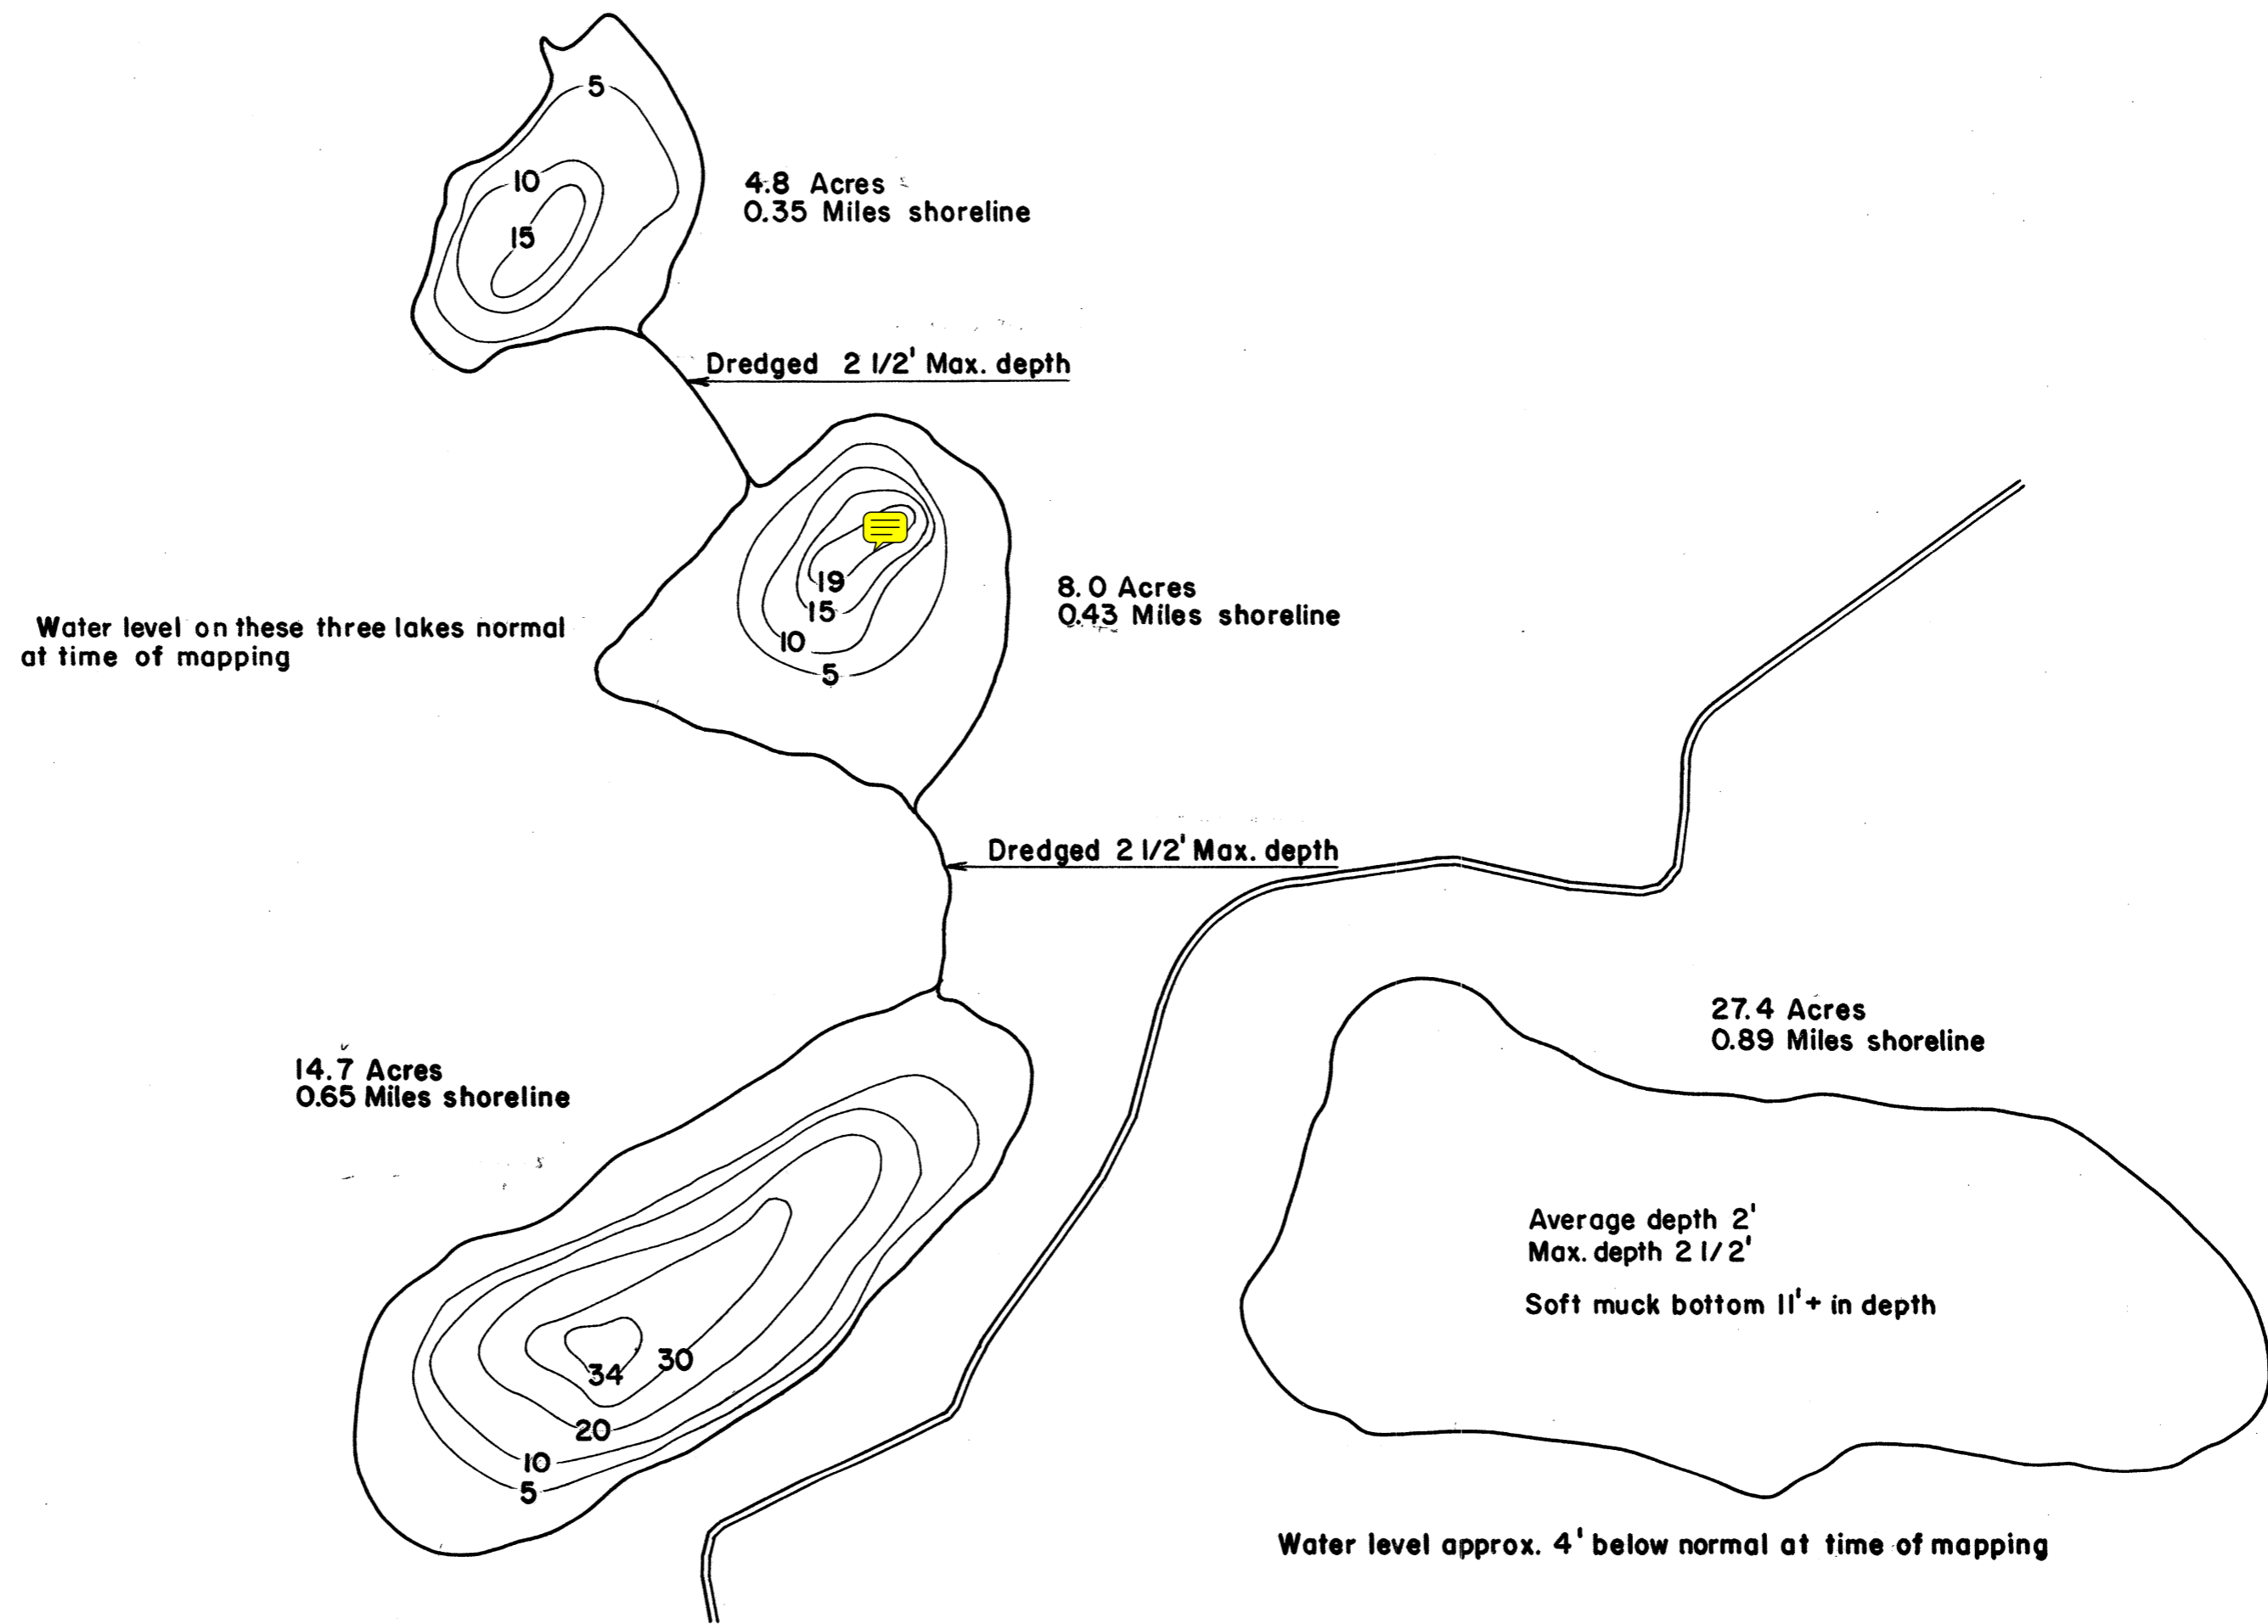 5
10
15
4.8 Acres
0.35 Miles shoreline
Dredged 2 1/2' Max. depth
19
15
10
5
8.0 Acres
0.43 Miles shoreline
Water level on these three lakes normal
at time of mapping
Dredged 2 1/2' Max. depth
14.7 Acres
0.65 Miles shoreline
34
30
20
10
5
27.4 Acres
0.89 Miles shoreline
Average depth 2'
Max. depth 2 1/2'
Soft muck bottom 11'+ in depth
Water level approx. 4' below normal at time of mapping